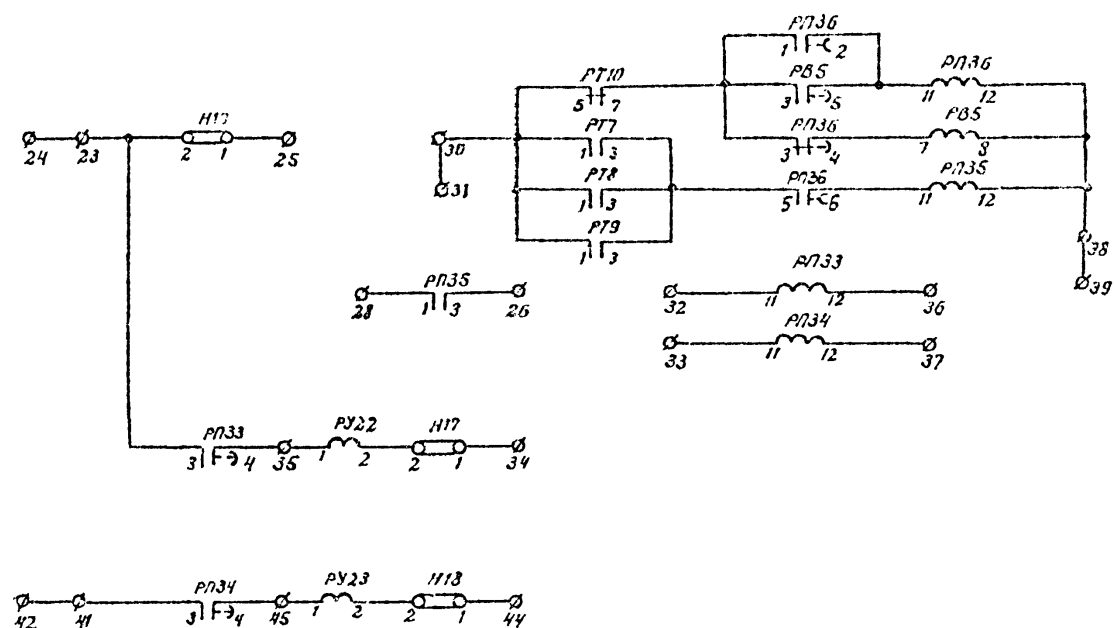 РП36
1 2
РТ10 РВ5 РП36
5 7 3 5 11 12
РТ7 РП36 РВ5
24 23 2 1 25 30 1 3 3 4 7 8
РТ8 РП36 РП35
31 1 3 5 6 11 12
РТ9
1 3 38
РП35 РП33
28 1 3 26 32 11 12 36 39
РП34
33 11 12 37
РП33 РУ22 Н17
3 4 35 1 2 2 1 34
РП34 РУ23 Н18
42 41 3 4 45 1 2 2 1 44